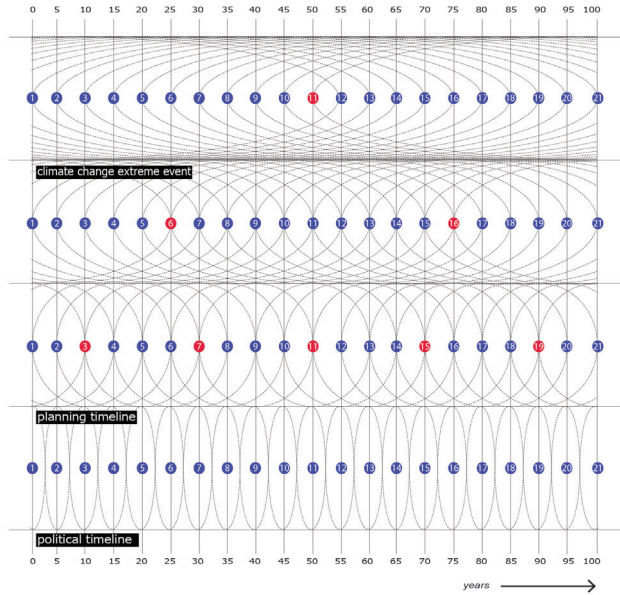 0 5 10 15 20 25 30 35 40 45 50 55 60 65 70 75 80 85 90 95 100
1 2 3 4 5 6 7 8 9 10 11 12 13 14 15 16 17 18 19 20 21
climate change extreme event
1 2 3 4 5 6 7 8 9 10 11 12 13 14 15 16 17 18 19 20 21
1 2 3 4 5 6 7 8 9 10 11 12 13 14 15 16 17 18 19 20 21
planning timeline
1 2 3 4 5 6 7 8 9 10 11 12 13 14 15 16 17 18 19 20 21
political timeline
0 5 10 15 20 25 30 35 40 45 50 55 60 65 70 75 80 85 90 95 100
years